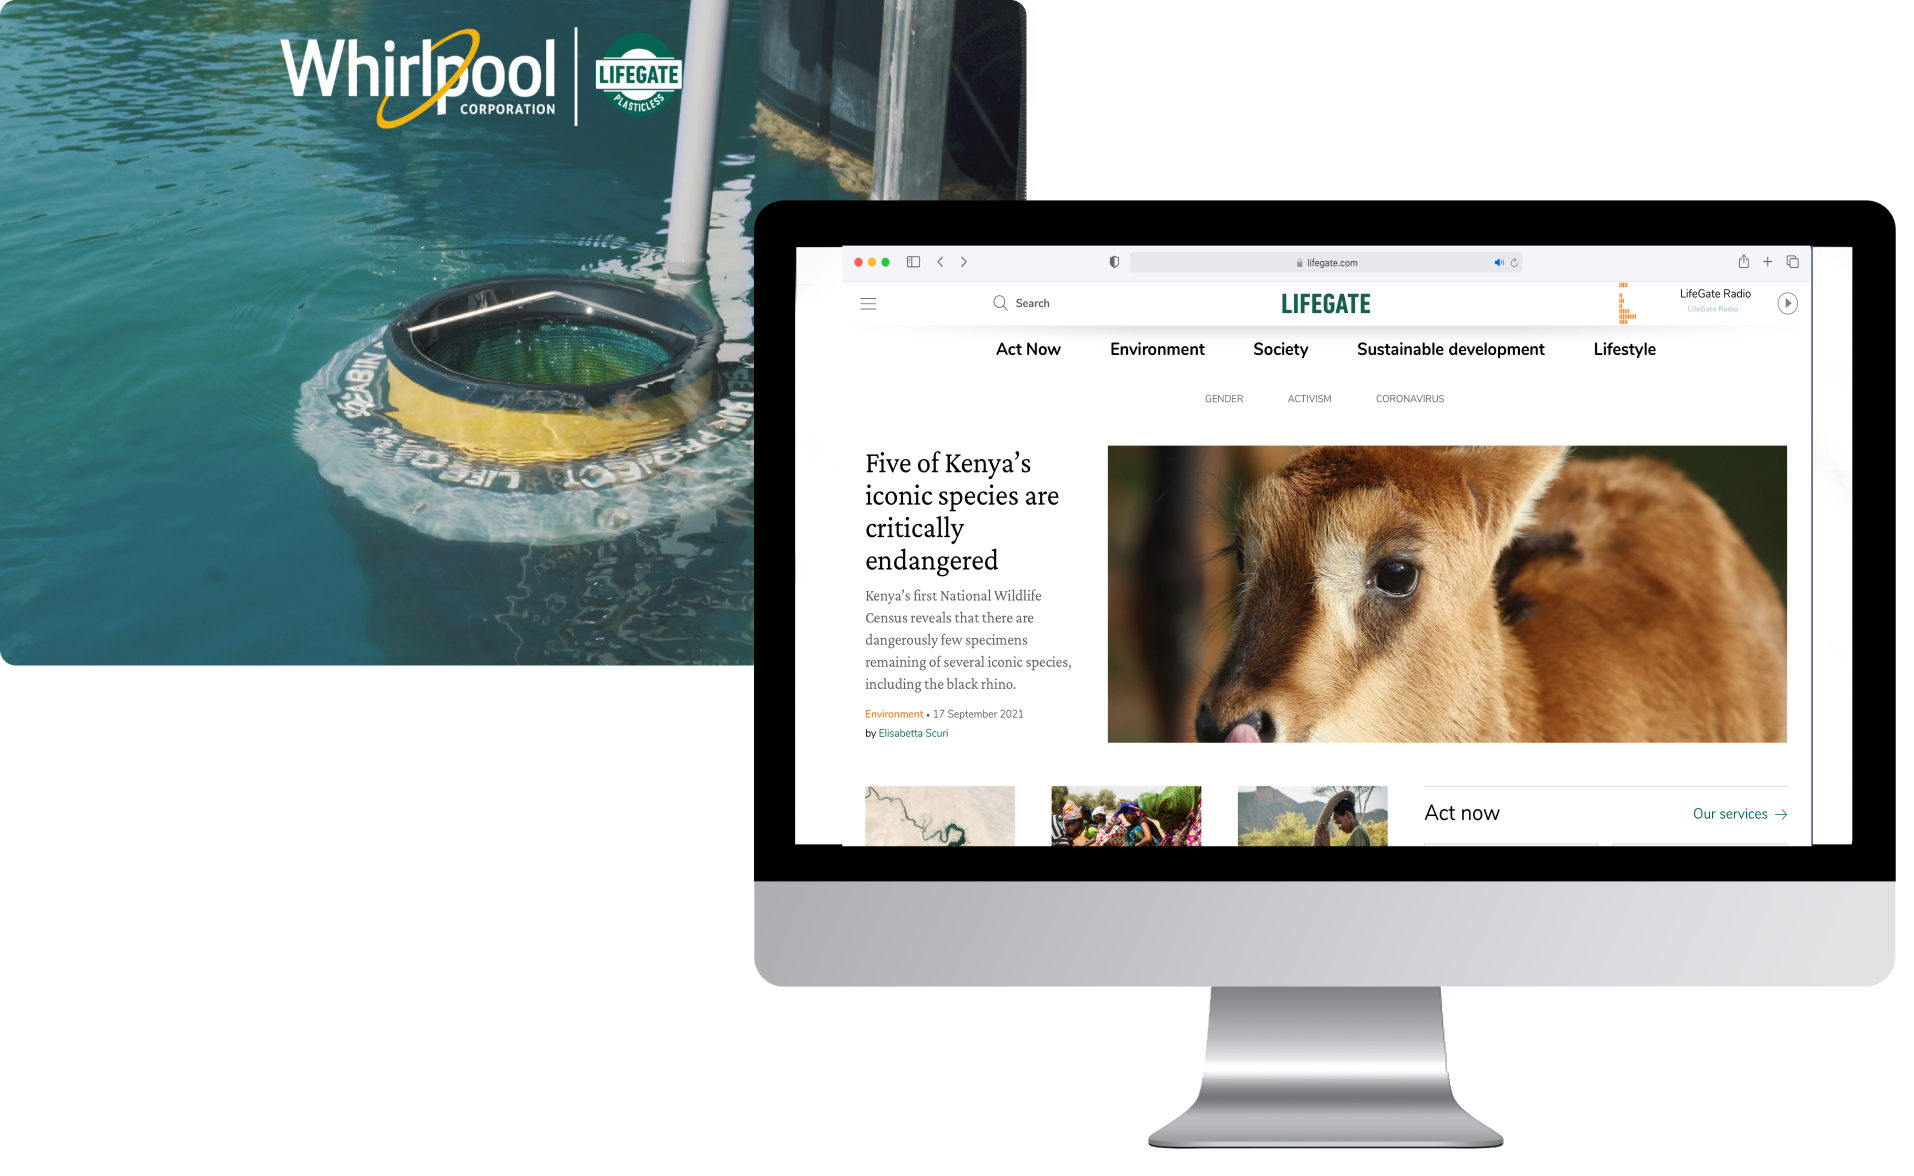 Whirlpool
CORPORATION
LIFEGATE
PLASTICLESS
SEABIN
PROJECT
LIFEGATE
lifegate.com
Search
LIFEGATE
LifeGate Radio
LifeGate Radio
Act Now
Environment
Society
Sustainable development
Lifestyle
GENDER
ACTIVISM
CORONAVIRUS
Five of Kenya’s
iconic species are
critically
endangered
Kenya’s first National Wildlife
Census reveals that there are
dangerously few specimens
remaining of several iconic species,
including the black rhino.
Environment • 17 September 2021
by Elisabetta Scuri
Act now
Our services →